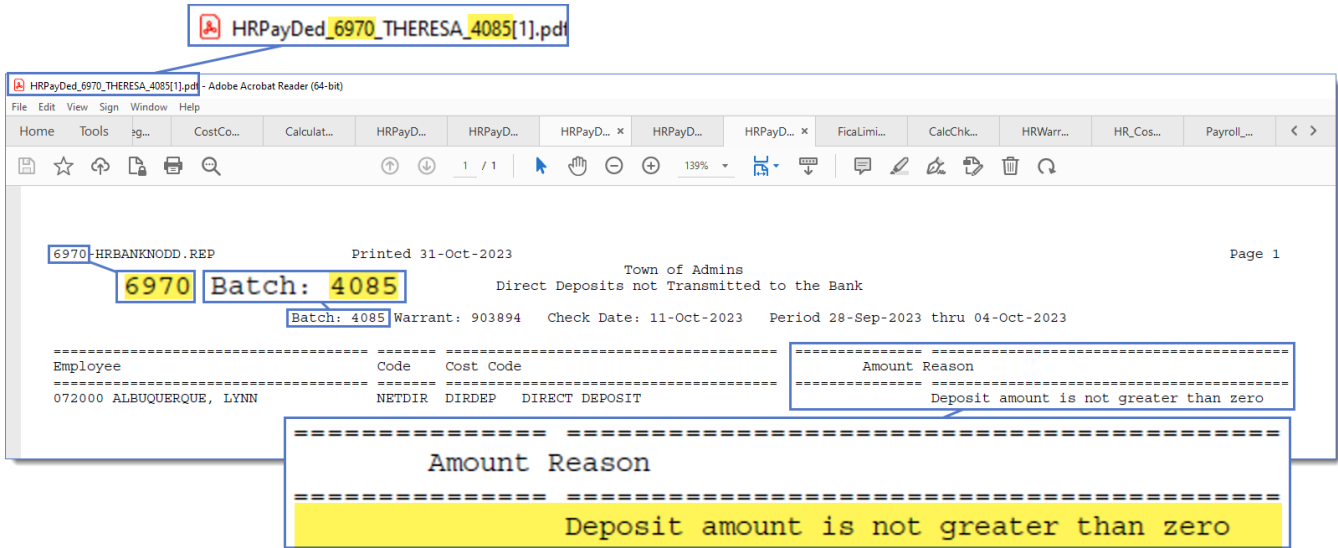 HRPayDed_6970_THERESA_4085[1].pdf
HRPayDed_6970_THERESA_4085[1].pdf - Adobe Acrobat Reader (64-bit)
File Edit View Sign Window Help
Home Tools eg... CostCo... Calculat... HRPayD... HRPayD... HRPayD... × HRPayD... HRPayD... × FicaLimi... CalcChk... HRWarr... HR_Cos... Payroll_...
1 / 1 139%
6970-HRBANKNODD.REP Printed 31-Oct-2023 Page 1
Town of Admins
6970 Batch: 4085 Direct Deposits not Transmitted to the Bank
Batch: 4085 Warrant: 903894 Check Date: 11-Oct-2023 Period 28-Sep-2023 thru 04-Oct-2023
Employee Code Cost Code Amount Reason
072000 ALBUQUERQUE, LYNN NETDIR DIRDEP DIRECT DEPOSIT Deposit amount is not greater than zero
Amount Reason
Deposit amount is not greater than zero